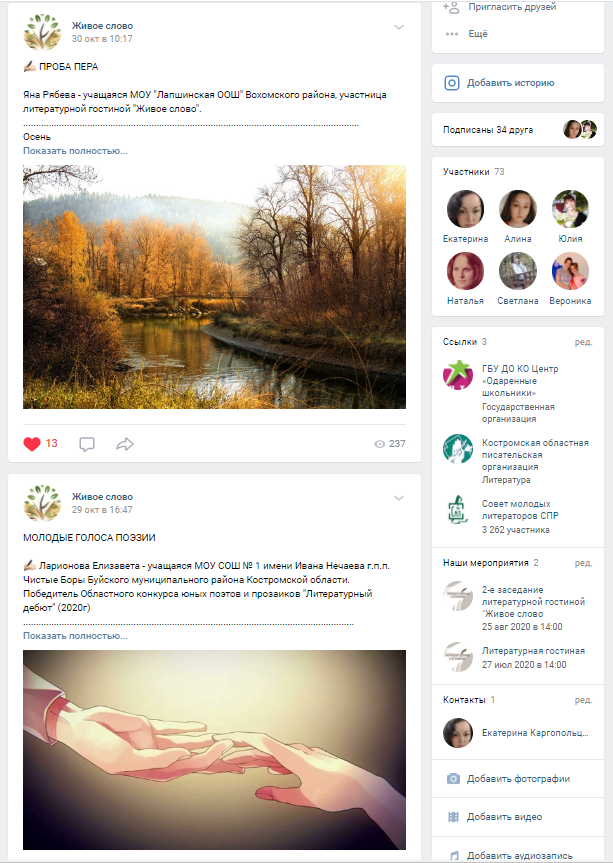 Живое слово
30 окт в 10:17
✍ ПРОБА ПЕРА
Яна Рябева - учащаяся МОУ "Лапшинская ООШ" Вохомского района, участница
литературной гостиной "Живое слово".
Осень
Показать полностью...
13
237
Живое слово
29 окт в 16:47
МОЛОДЫЕ ГОЛОСА ПОЭЗИИ
✍ Ларионова Елизавета - учащаяся МОУ СОШ № 1 имени Ивана Нечаева г.п.п.
Чистые Боры Буйского муниципального района Костромской области.
Победитель Областного конкурса юных поэтов и прозаиков "Литературный
дебют" (2020г)
Показать полностью...
Пригласить друзей
Ещё
Добавить историю
Подписаны 34 друга
Участники 73
Екатерина Алина Юлия
Наталья Светлана Вероника
Ссылки 3 ред.
ГБУ ДО КО Центр
«Одаренные
школьники»
Государственная
организация
Костромская областная
писательская
организация
Литература
Совет молодых
литераторов СПР
3 262 участника
Наши мероприятия 2 ред.
2-е заседание
литературной гостиной
"Живое слово
25 авг 2020 в 14:00
Литературная гостиная
27 июл 2020 в 14:00
Контакты 1 ред.
Екатерина Каргопольц...
Добавить фотографии
Добавить видео
Добавить аудиозапись